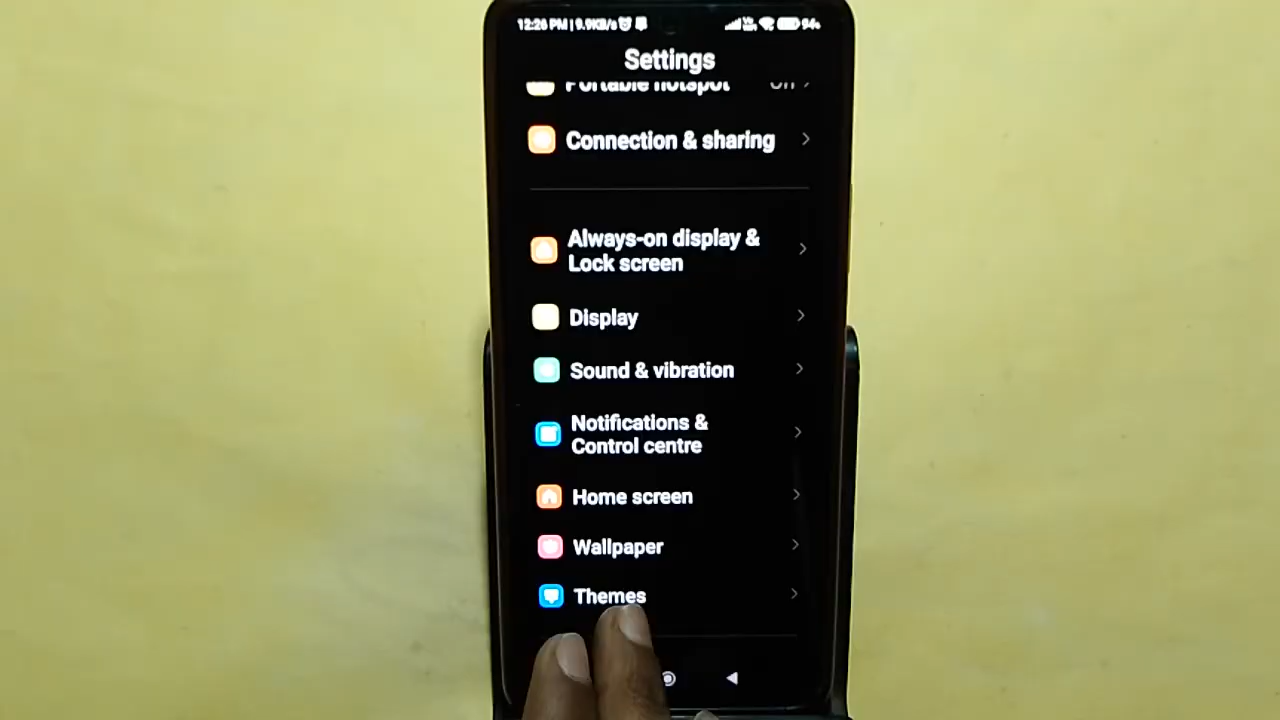 12:26 PM | 9.9KB/s 94%
Settings
Portable hotspot
Connection & sharing
Always-on display &
Lock screen
Display
Sound & vibration
Notifications &
Control centre
Home screen
Wallpaper
Themes